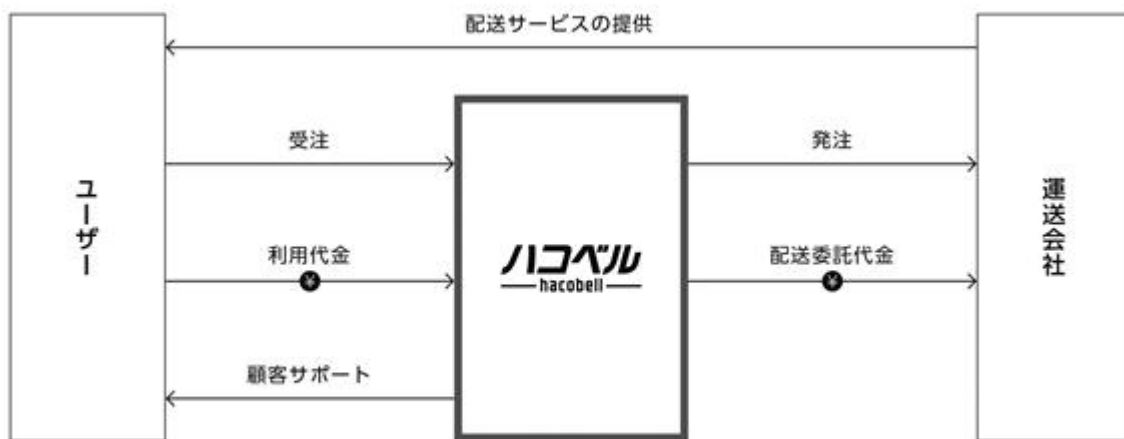 配送サービスの提供
受注
発注
ユーザー
運送会社
利用代金
¥
ハコベル
hacobell
配送委託代金
¥
顧客サポート